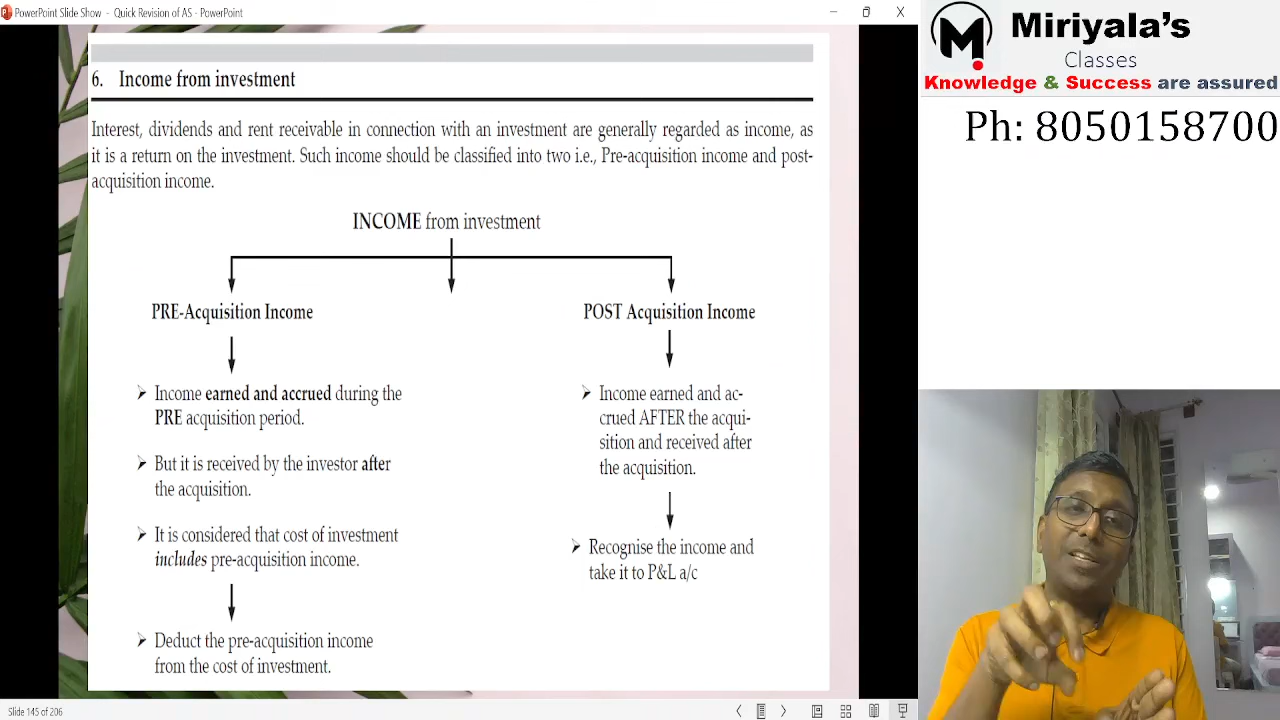 PowerPoint Slide Show - Quick Revision of AS - PowerPoint
Miriyala's
Classes
Knowledge & Success are assured
Ph: 8050158700
6. Income from investment
Interest, dividends and rent receivable in connection with an investment are generally regarded as income, as
it is a return on the investment. Such income should be classified into two i.e., Pre-acquisition income and post-
acquisition income.
INCOME from investment
PRE-Acquisition Income
➢ Income earned and accrued during the
PRE acquisition period.
➢ But it is received by the investor after
the acquisition.
➢ It is considered that cost of investment
includes pre-acquisition income.
➢ Deduct the pre-acquisition income
from the cost of investment.
POST Acquisition Income
➢ Income earned and ac-
crued AFTER the acqui-
sition and received after
the acquisition.
➢ Recognise the income and
take it to P&L a/c
Slide 145 of 206